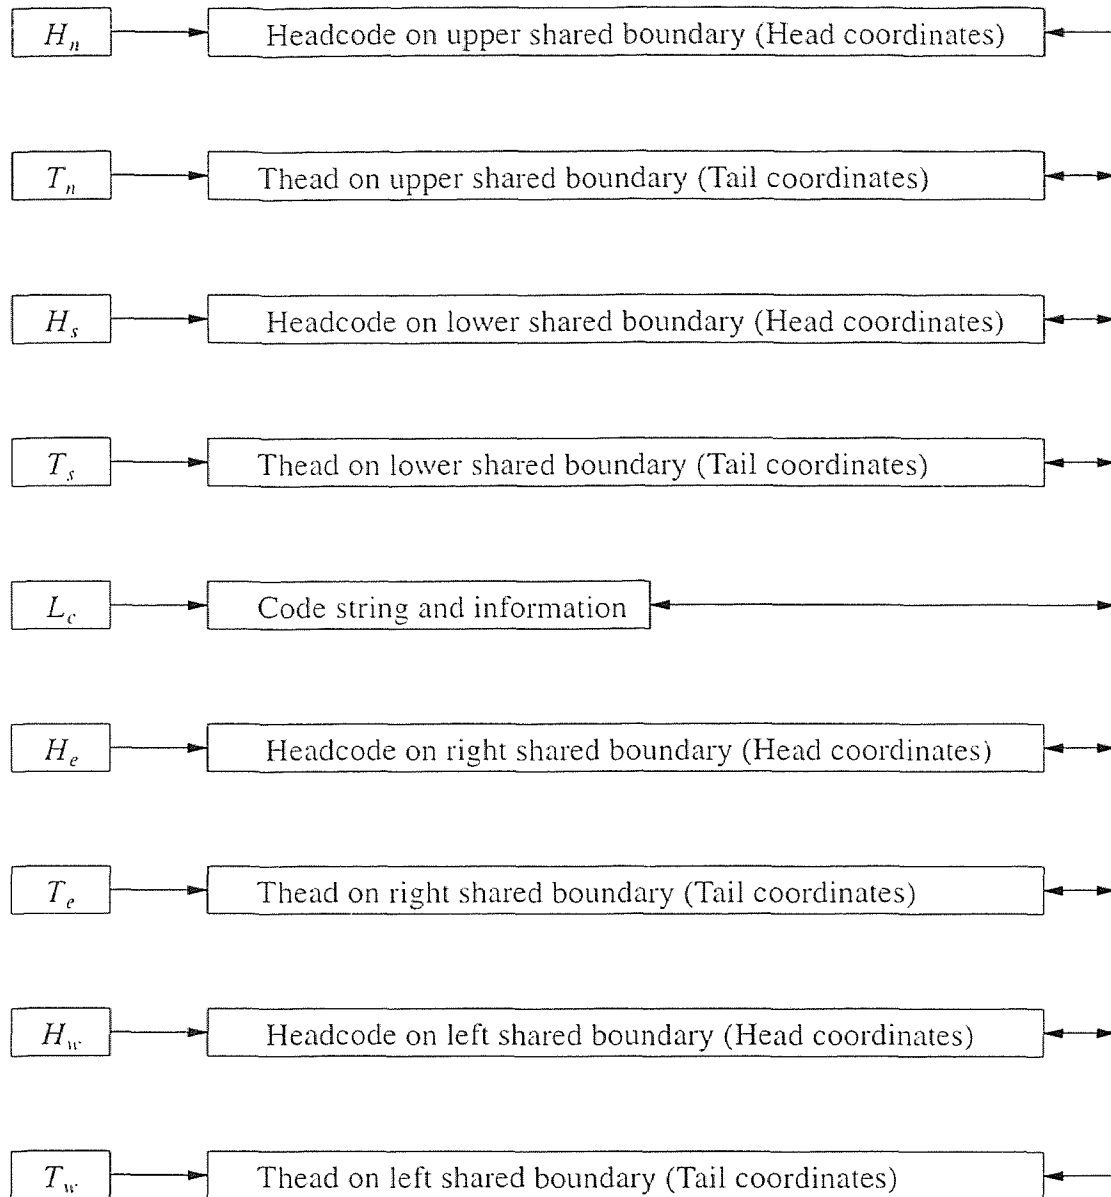 H_n Headcode on upper shared boundary (Head coordinates)
T_n Thead on upper shared boundary (Tail coordinates)
H_s Headcode on lower shared boundary (Head coordinates)
T_s Thead on lower shared boundary (Tail coordinates)
L_c Code string and information
H_e Headcode on right shared boundary (Head coordinates)
T_e Thead on right shared boundary (Tail coordinates)
H_w Headcode on left shared boundary (Head coordinates)
T_w Thead on left shared boundary (Tail coordinates)